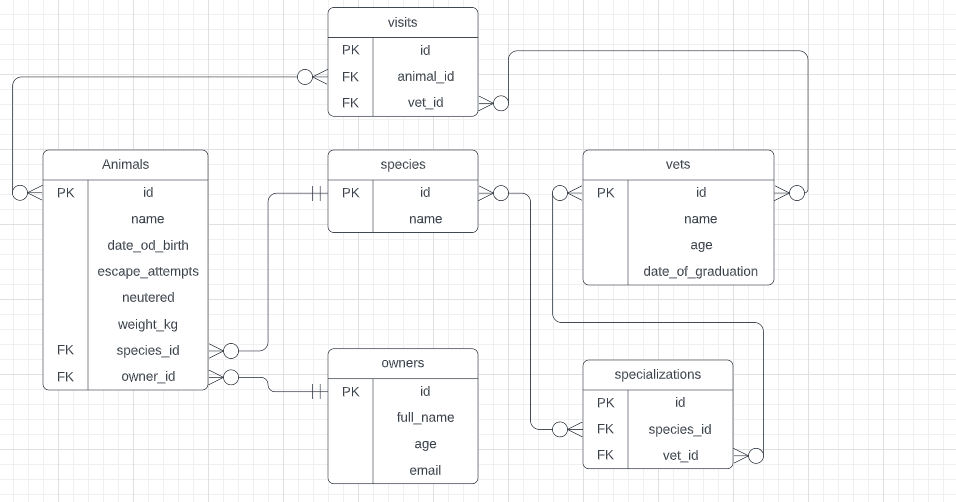 visits
PK id
FK animal_id
FK vet_id
Animals
PK id
name
date_od_birth
escape_attempts
neutered
weight_kg
FK species_id
FK owner_id
species
PK id
name
vets
PK id
name
age
date_of_graduation
owners
PK id
full_name
age
email
specializations
PK id
FK species_id
FK vet_id